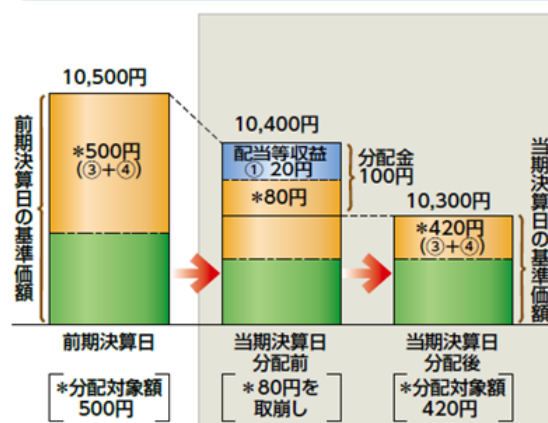 10,500円
前期決算日の基準価額
*500円
(③+④)
10,400円
配当等収益
① 20円
*80円
分配金
100円
10,300円
*420円
(③+④)
当期決算日の基準価額
前期決算日
当期決算日
分配前
当期決算日
分配後
*分配対象額
500円
*80円を
取崩し
*分配対象額
420円